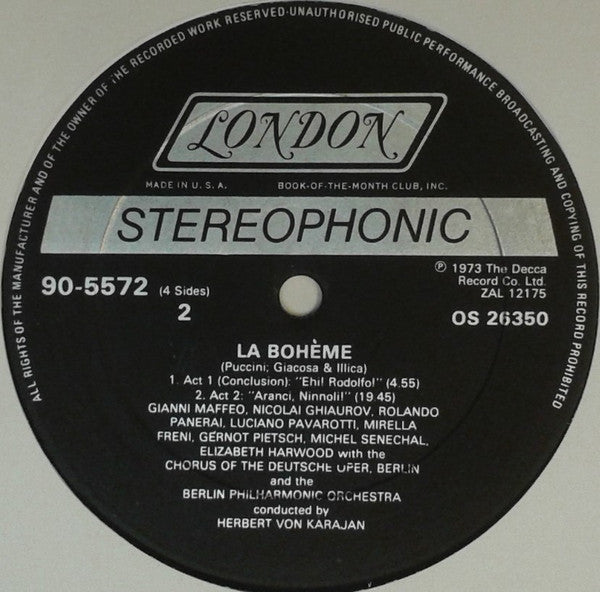 ALL RIGHTS OF THE MANUFACTURER AND OF THE OWNER OF THE RECORDED WORK RESERVED-UNAUTHORISED PUBLIC PERFORMANCE BROADCASTING AND COPYING OF THIS RECORD PROHIBITED
LONDON
MADE IN U.S.A. BOOK-OF-THE-MONTH CLUB, INC.
STEREOPHONIC
90-5572 (4 Sides)
2
℗ 1973 The Decca
Record Co. Ltd.
ZAL 12175
OS 26350
LA BOHÈME
(Puccini; Giacosa & Illica)
1. Act 1 (Conclusion): "Ehi! Rodolfo!" (4.55)
2. Act 2: "Aranci, Ninnoli!" (19.45)
GIANNI MAFFEO, NICOLAI GHIAUROV, ROLANDO
PANERAI, LUCIANO PAVAROTTI, MIRELLA
FRENI, GERNOT PIETSCH, MICHEL SENECHAL,
ELIZABETH HARWOOD with the
CHORUS OF THE DEUTSCHE OPER, BERLIN
and the
BERLIN PHILHARMONIC ORCHESTRA
conducted by
HERBERT VON KARAJAN